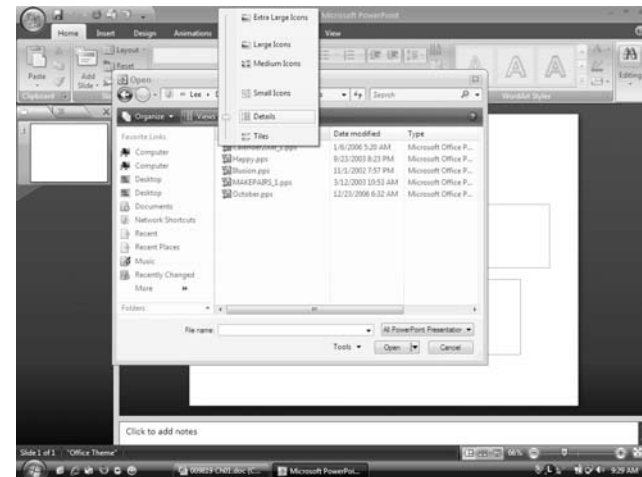 Microsoft PowerPoint
Home Insert Design Animations View
Paste
Add Slide
Layout
Reset
Clipboard
WordArt Styles
Editing
Open
Lee
Search
Organize Views
Extra Large Icons
Large Icons
Medium Icons
Small Icons
Details
Tiles
Date modified Type
Favorite Links
Computer
Computer
Desktop
Desktop
Documents
Network Shortcuts
Recent
Recent Places
Music
Recently Changed
More »
Folders
1/6/2006 5:20 AM Microsoft Office P...
Happy.pps 9/23/2003 8:23 PM Microsoft Office P...
Illusion.pps 11/1/2002 7:57 PM Microsoft Office P...
MAKEPAIRS_1.pps 3/12/2003 10:53 AM Microsoft Office P...
October.pps 12/23/2006 6:32 AM Microsoft Office P...
File name:
All PowerPoint Presentation
Tools Open Cancel
Click to add notes
Slide 1 of 1 "Office Theme" 66%
009819 Ch01.doc (C... Microsoft PowerPoi... 9:29 AM